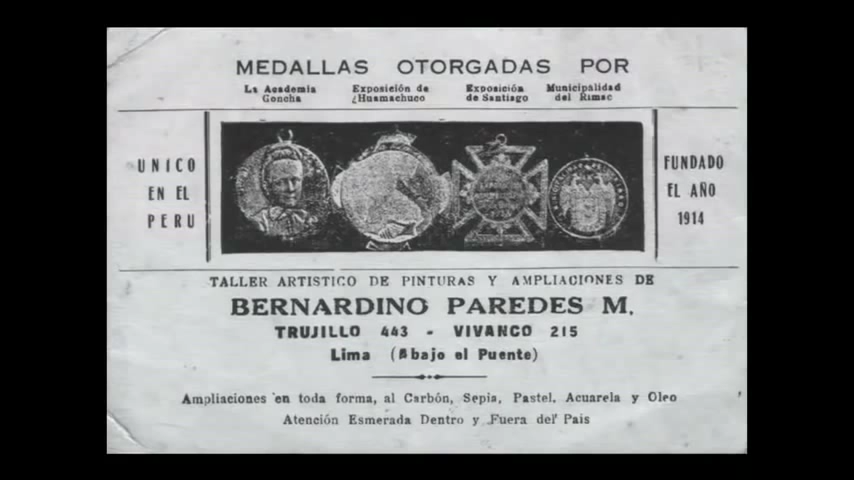 MEDALLAS OTORGADAS POR
La Academia Concha
Exposición de ¿Huamachuco
Exposición de Santiago
Municipalidad del Rimac
UNICO EN EL PERU
FUNDADO EL AÑO 1914
TALLER ARTISTICO DE PINTURAS Y AMPLIACIONES DE
BERNARDINO PAREDES M.
TRUJILLO 443 - VIVANCO 215
Lima (Abajo el Puente)
Ampliaciones en toda forma, al Carbón, Sepia, Pastel, Acuarela y Oleo
Atención Esmerada Dentro y Fuera del Pais